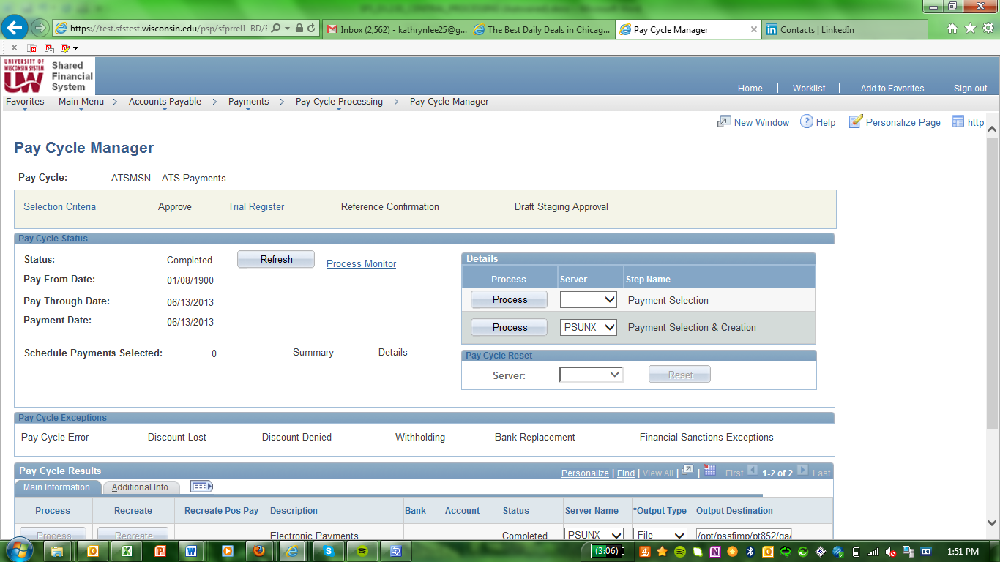 https://test.sfstest.wisconsin.edu/psp/sfprrel1-BD/
Inbox (2,562) - kathrynlee25@g...
The Best Daily Deals in Chicag...
Pay Cycle Manager
Contacts | LinkedIn
UNIVERSITY OF WISCONSIN SYSTEM
UW
Shared Financial System
Home
Worklist
Add to Favorites
Sign out
Favorites
Main Menu
Accounts Payable
Payments
Pay Cycle Processing
Pay Cycle Manager
New Window
Help
Personalize Page
http
Pay Cycle Manager
Pay Cycle: ATSMSN ATS Payments
Selection Criteria Approve Trial Register Reference Confirmation Draft Staging Approval
Pay Cycle Status
Status: Completed Refresh Process Monitor
Pay From Date: 01/08/1900
Pay Through Date: 06/13/2013
Payment Date: 06/13/2013
Schedule Payments Selected: 0 Summary Details
Details
Process Server Step Name
Process Payment Selection
Process PSUNX Payment Selection & Creation
Pay Cycle Reset
Server: Reset
Pay Cycle Exceptions
Pay Cycle Error Discount Lost Discount Denied Withholding Bank Replacement Financial Sanctions Exceptions
Pay Cycle Results Personalize | Find | View All | | First 1-2 of 2 Last
Main Information Additional Info
Process Recreate Recreate Pos Pay Description Bank Account Status Server Name *Output Type Output Destination
Process Recreate Electronic Payments Completed PSUNX File /opt/pssfimp/pt852/qa/
(3:06)
1:51 PM